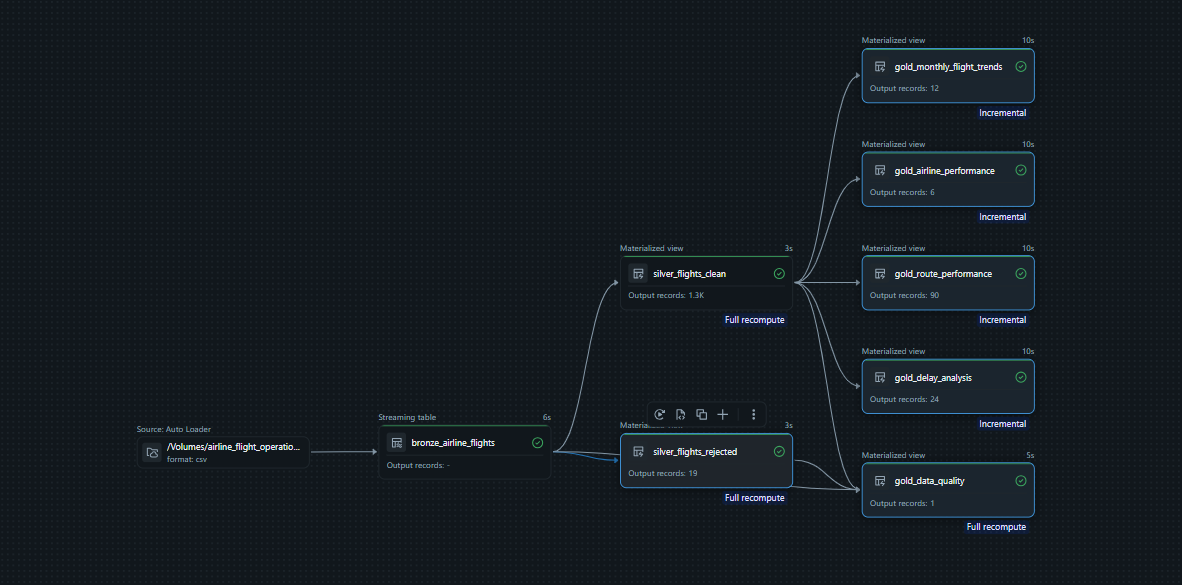 Source: Auto Loader
/Volumes/airline_flight_operatio...
format: csv
Streaming table 6s
bronze_airline_flights
Output records: -
Materialized view 3s
silver_flights_clean
Output records: 1.3K
Full recompute
3s
silver_flights_rejected
Output records: 19
Full recompute
Materialized view 10s
gold_monthly_flight_trends
Output records: 12
Incremental
Materialized view 10s
gold_airline_performance
Output records: 6
Incremental
Materialized view 10s
gold_route_performance
Output records: 90
Incremental
Materialized view 10s
gold_delay_analysis
Output records: 24
Incremental
Materialized view 5s
gold_data_quality
Output records: 1
Full recompute